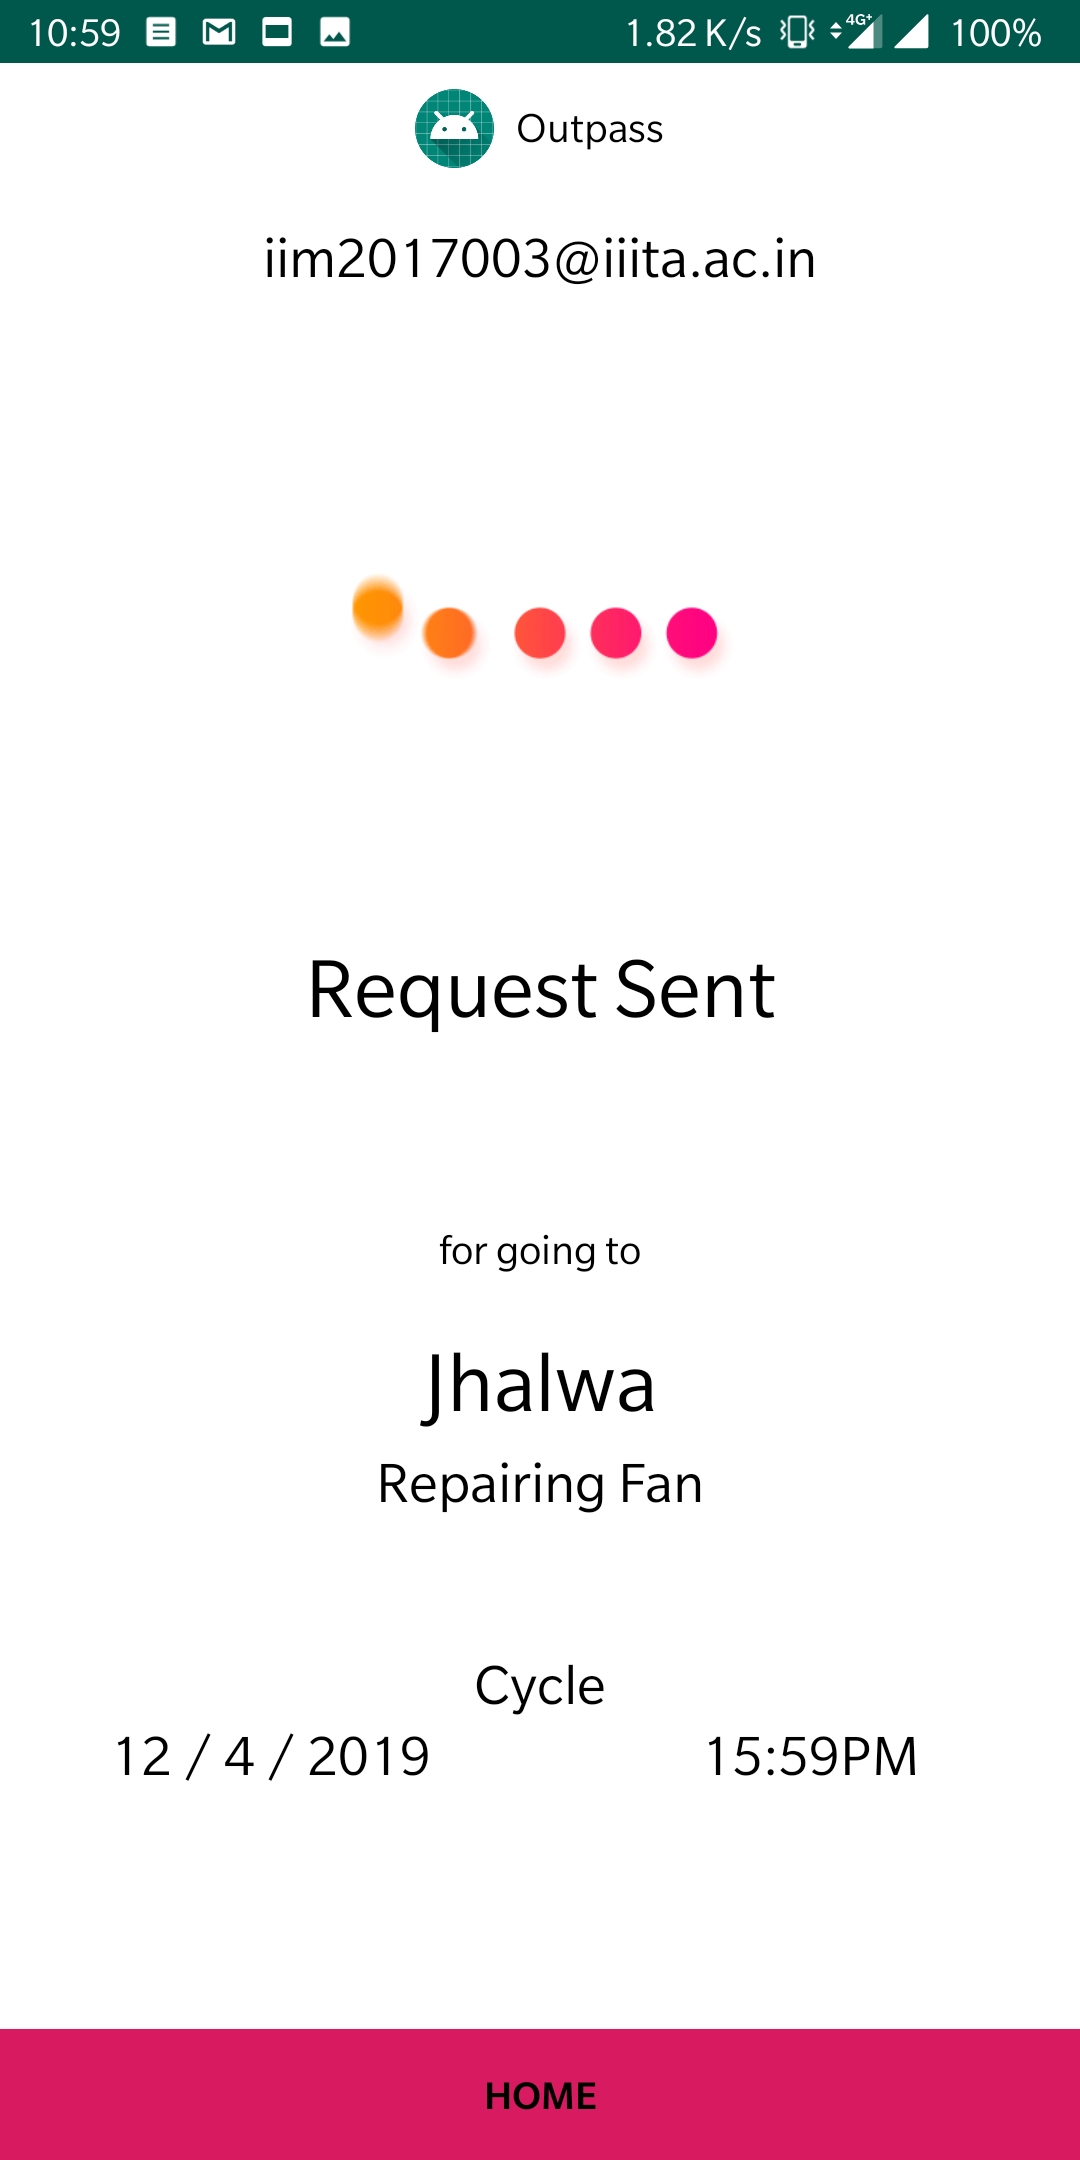 10:59 1.82 K/s 4G+ 100%
Outpass
iim2017003@iiita.ac.in
Request Sent
for going to
Jhalwa
Repairing Fan
Cycle
12 / 4 / 2019 15:59PM
HOME